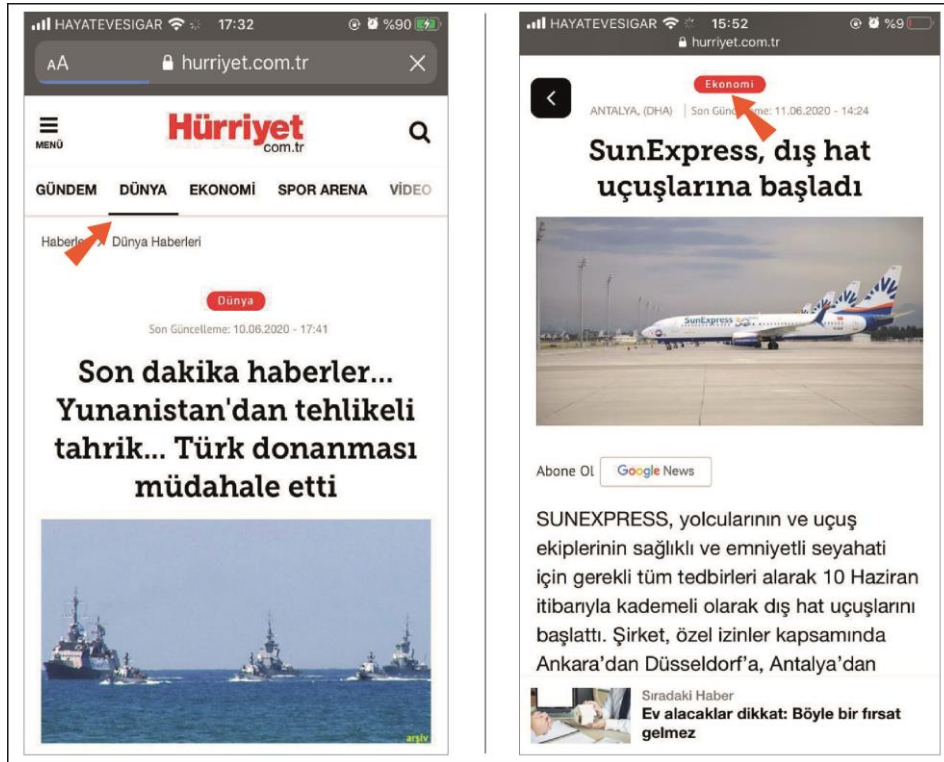 HAYATEVESIGAR 17:32 %90
AA hurriyet.com.tr
MENÜ
Hürriyet
com.tr
GÜNDEM DÜNYA EKONOMİ SPOR ARENA VİDEO
Haberler Dünya Haberleri
Dünya
Son Güncelleme: 10.06.2020 - 17:41
Son dakika haberler...
Yunanistan'dan tehlikeli
tahrik... Türk donanması
müdahale etti
arşiv
HAYATEVESIGAR 15:52 %9
hurriyet.com.tr
Ekonomi
ANTALYA, (DHA) | Son Güncelleme: 11.06.2020 - 14:24
SunExpress, dış hat
uçuşlarına başladı
SunExpress
Abone Ol Google News
SUNEXPRESS, yolcularının ve uçuş
ekiplerinin sağlıklı ve emniyetli seyahati
için gerekli tüm tedbirleri alarak 10 Haziran
itibarıyla kademeli olarak dış hat uçuşlarını
başlattı. Şirket, özel izinler kapsamında
Ankara’dan Düsseldorf’a, Antalya’dan
Sıradaki Haber
Ev alacaklar dikkat: Böyle bir fırsat
gelmez